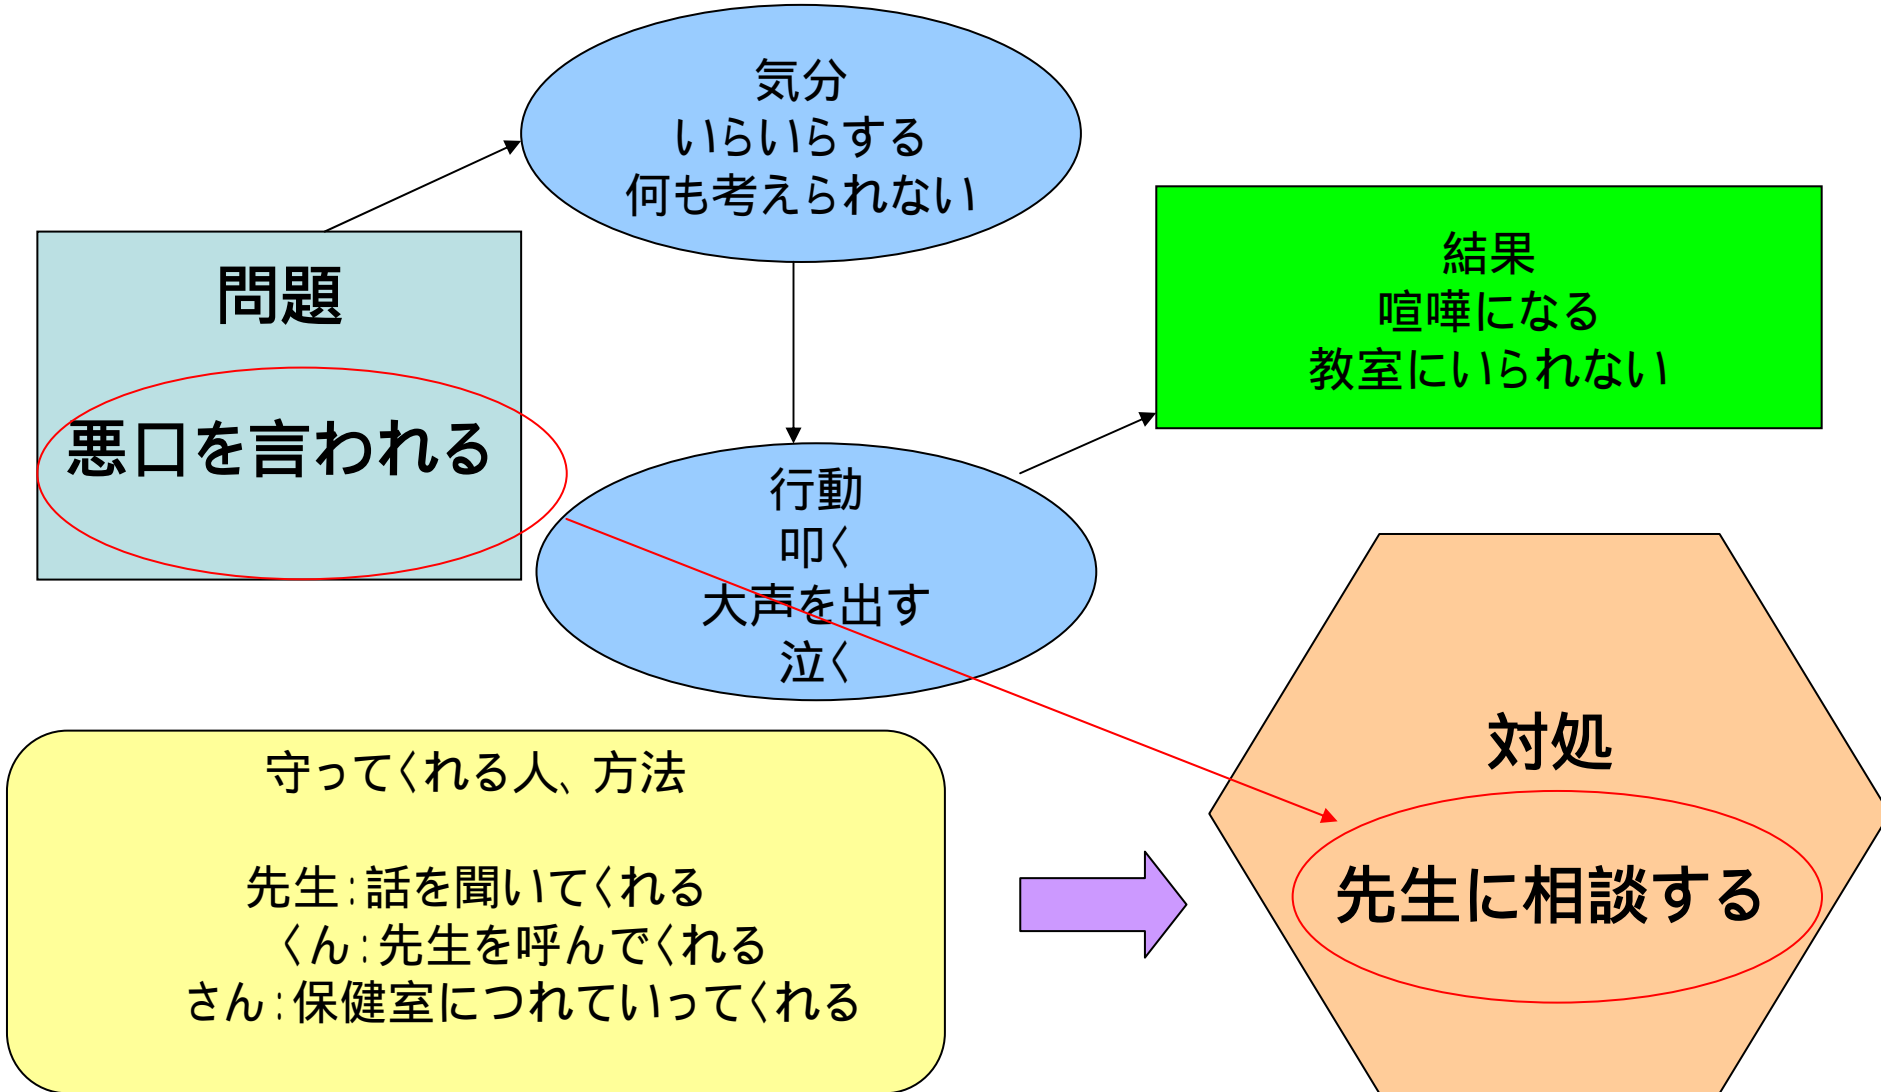 気分
いらいらする
何も考えられない
問題
悪口を言われる
結果
喧嘩になる
教室にいられない
行動
叩く
大声を出す
泣く
守ってくれる人、方法
先生:話を聞いてくれる
くん:先生を呼んでくれる
さん:保健室につれていってくれる
対処
先生に相談する